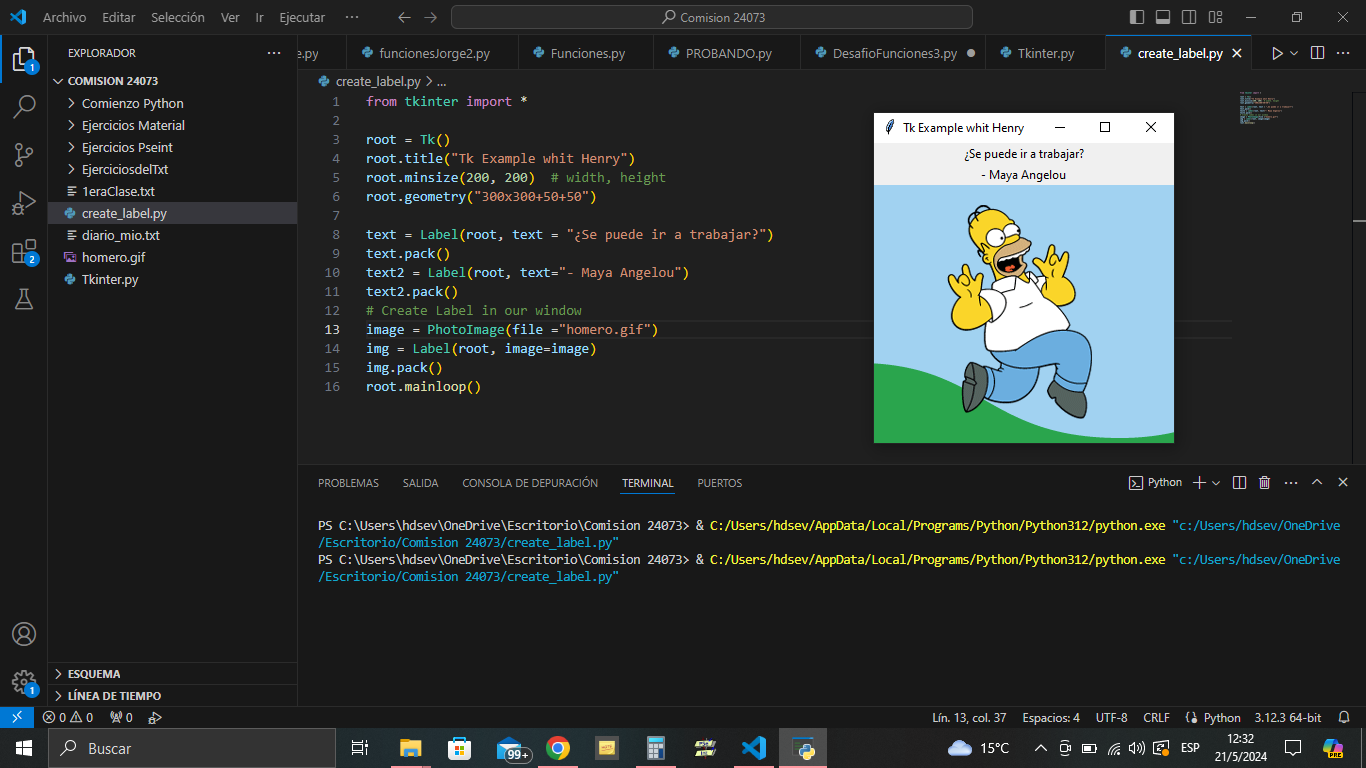 Archivo Editar Selección Ver Ir Ejecutar ··· Comision 24073
EXPLORADOR ···
COMISION 24073
Comienzo Python
Ejercicios Material
Ejercicios Pseint
EjerciciosdelTxt
1eraClase.txt
create_label.py
diario_mio.txt
homero.gif
Tkinter.py
ESQUEMA
LÍNEA DE TIEMPO
1
2
1
e.py funcionesJorge2.py Funciones.py PROBANDO.py DesafioFunciones3.py Tkinter.py create_label.py
create_label.py > ...
1 from tkinter import *
2
3 root = Tk()
4 root.title("Tk Example whit Henry")
5 root.minsize(200, 200)  # width, height
6 root.geometry("300x300+50+50")
7
8 text = Label(root, text = "¿Se puede ir a trabajar?")
9 text.pack()
10 text2 = Label(root, text="- Maya Angelou")
11 text2.pack()
12 # Create Label in our window
13 image = PhotoImage(file ="homero.gif")
14 img = Label(root, image=image)
15 img.pack()
16 root.mainloop()
Tk Example whit Henry
¿Se puede ir a trabajar?
- Maya Angelou
PROBLEMAS SALIDA CONSOLA DE DEPURACIÓN TERMINAL PUERTOS Python
PS C:\Users\hdsev\OneDrive\Escritorio\Comision 24073> & C:/Users/hdsev/AppData/Local/Programs/Python/Python312/python.exe "c:/Users/hdsev/OneDrive
/Escritorio/Comision 24073/create_label.py"
PS C:\Users\hdsev\OneDrive\Escritorio\Comision 24073> & C:/Users/hdsev/AppData/Local/Programs/Python/Python312/python.exe "c:/Users/hdsev/OneDrive
/Escritorio/Comision 24073/create_label.py"
0 0 0 Lín. 13, col. 37 Espacios: 4 UTF-8 CRLF Python 3.12.3 64-bit
Buscar 99+ 15°C ESP 12:32
21/5/2024
PRE